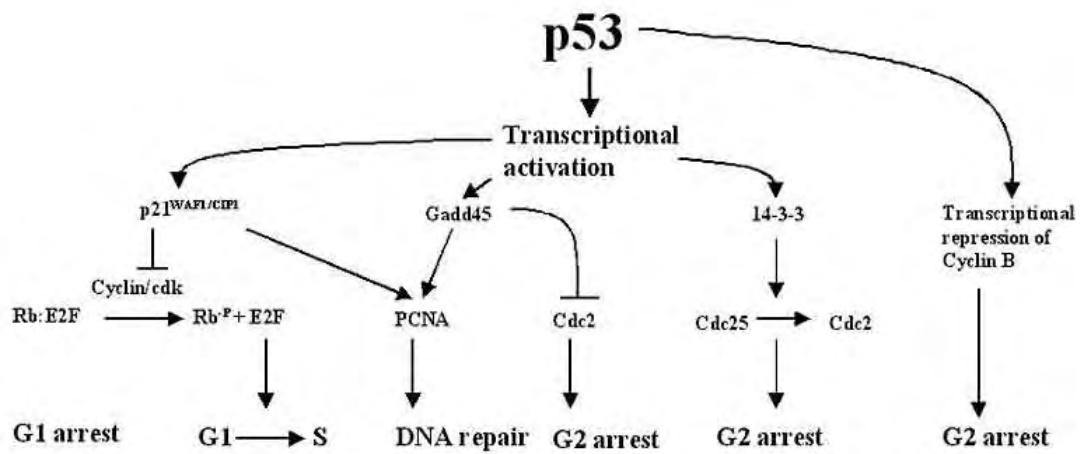 p53
Transcriptional
activation
p21WAF1/CIP1
Gadd45
14-3-3
Transcriptional
repression of
Cyclin B
Cyclin/cdk
Rb:E2F
Rb-P + E2F
PCNA
Cdc2
Cdc25
Cdc2
G1 arrest
G1
S
DNA repair
G2 arrest
G2 arrest
G2 arrest